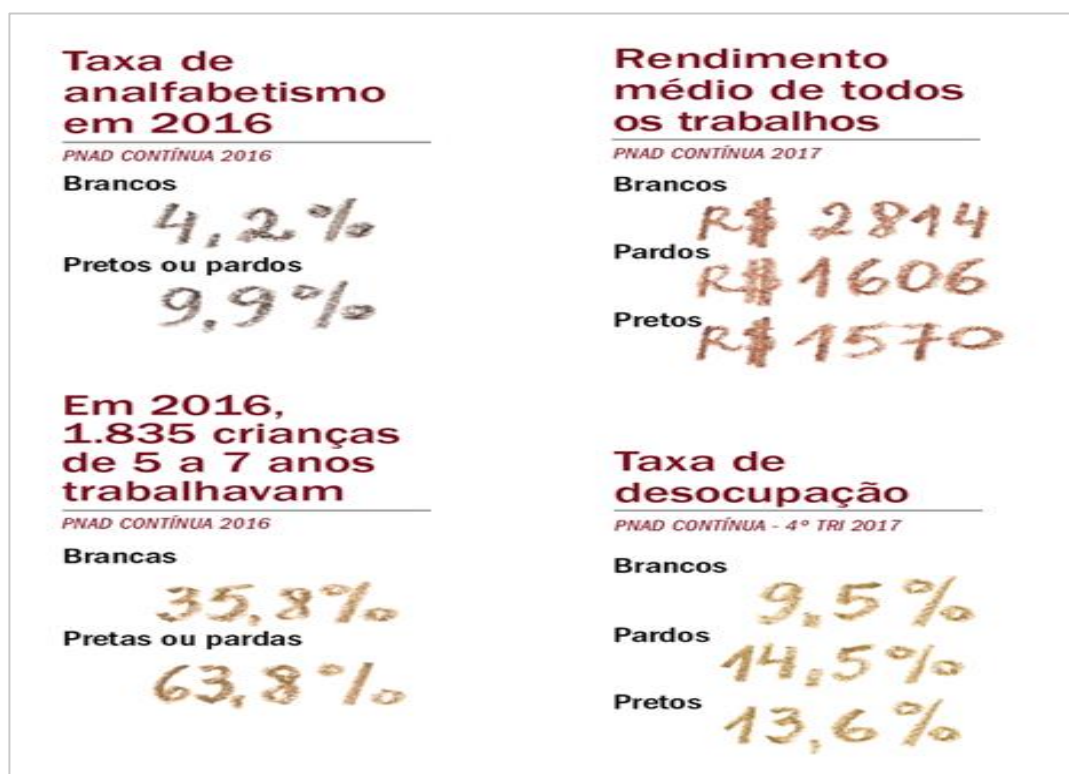 Taxa de
analfabetismo
em 2016
PNAD CONTÍNUA 2016
Brancos
4,2%
Pretos ou pardos
9,9%
Em 2016,
1.835 crianças
de 5 a 7 anos
trabalhavam
PNAD CONTÍNUA 2016
Brancas
35,8%
Pretas ou pardas
63,8%
Rendimento
médio de todos
os trabalhos
PNAD CONTÍNUA 2017
Brancos
R$ 2814
Pardos
R$ 1606
Pretos
R$ 1570
Taxa de
desocupação
PNAD CONTÍNUA - 4º TRI 2017
Brancos
9,5%
Pardos
14,5%
Pretos
13,6%